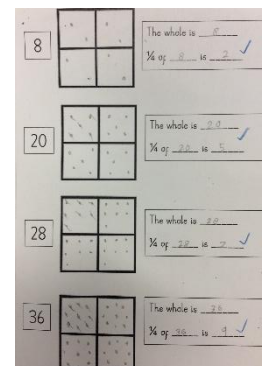 8
The whole is 8
¼ of 8 is 2
20
The whole is 20
¼ of 20 is 5
28
The whole is 28
¼ of 28 is 7
36
The whole is 36
¼ of 36 is 9